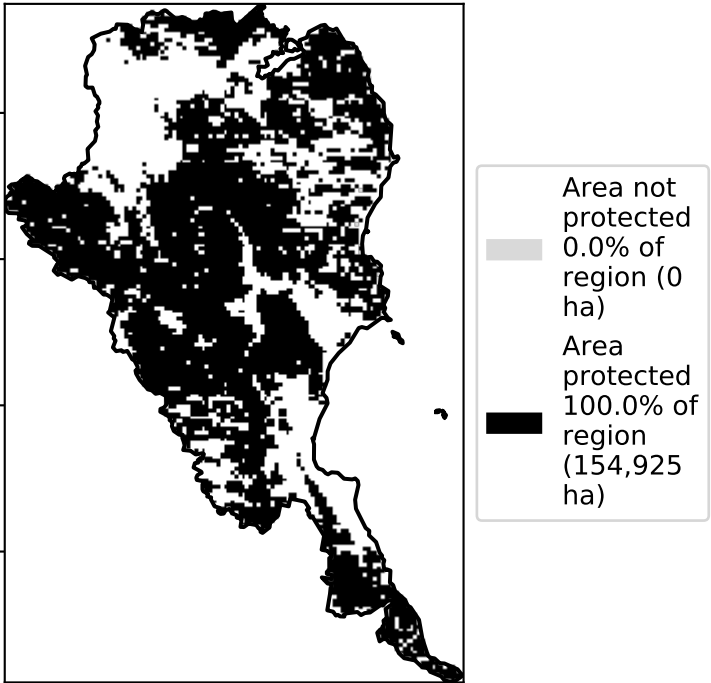 Area not
protected
0.0% of
region (0
ha)
Area
protected
100.0% of
region
(154,925
ha)